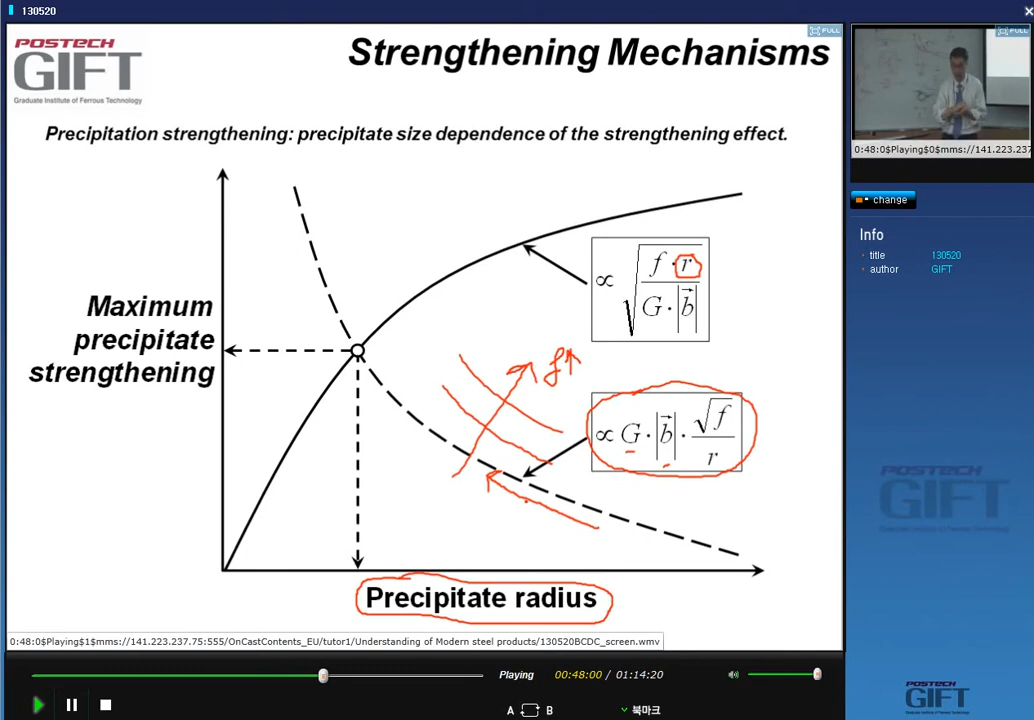 130520
POSTECH
GIFT
Graduate Institute of Ferrous Technology
Strengthening Mechanisms
FULL
FULL
Precipitation strengthening: precipitate size dependence of the strengthening effect.
Maximum
precipitate
strengthening
∝ √(f · r / G · |b⃗|)
f↑
∝ G · |b⃗| · √f / r
Precipitate radius
0:48:0$Playing$0$mms://141.223.237
change
Info
title 130520
author GIFT
POSTECH
GIFT
0:48:0$Playing$1$mms://141.223.237.75:555/OnCastContents_EU/tutor1/Understanding of Modern steel products/130520BCDC_screen.wmv
Playing 00:48:00 / 01:14:20
A B 북마크
POSTECH
GIFT